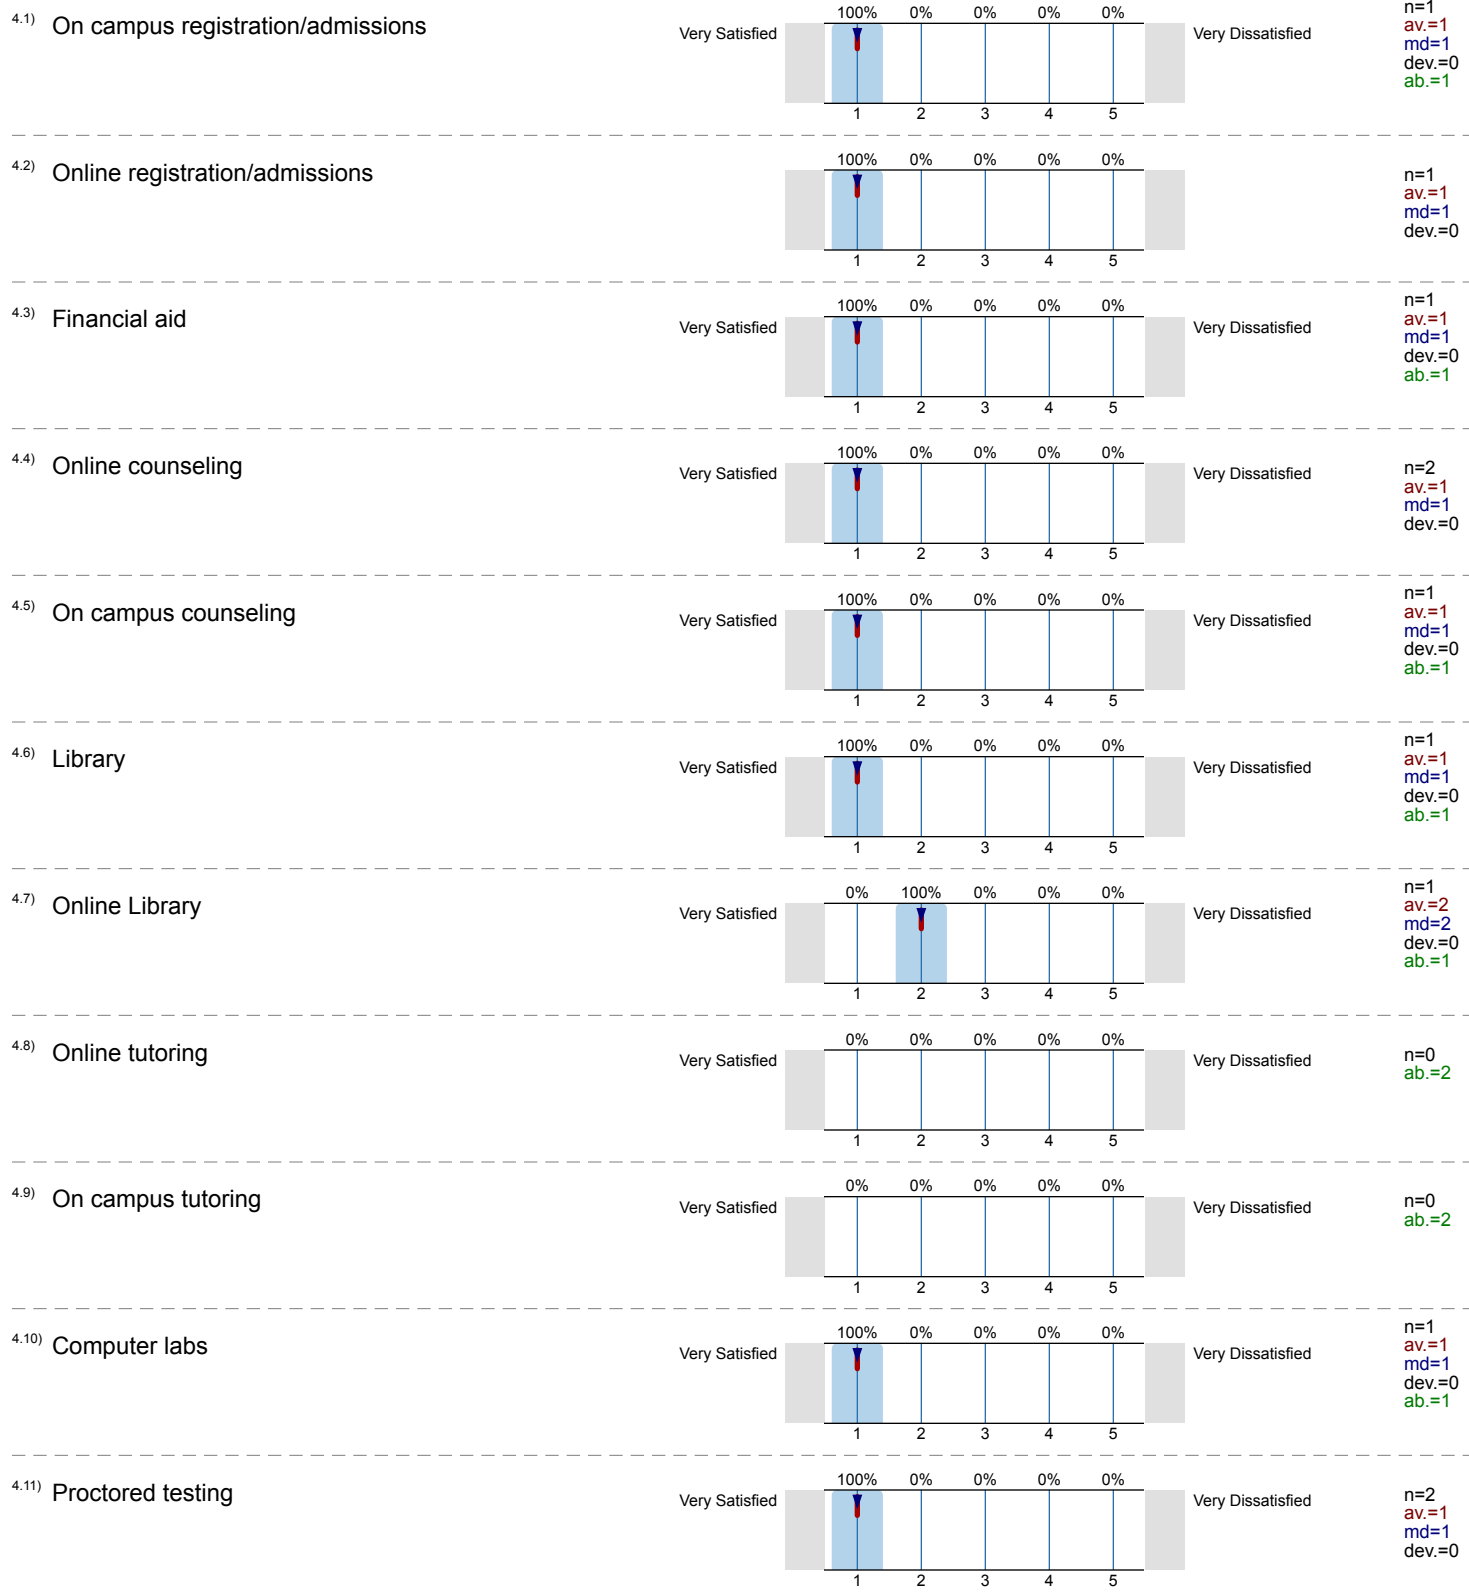 4.1) On campus registration/admissions
100% 0% 0% 0% 0%
Very Satisfied Very Dissatisfied
1 2 3 4 5
n=1
av.=1
md=1
dev.=0
ab.=1
4.2) Online registration/admissions
100% 0% 0% 0% 0%
1 2 3 4 5
n=1
av.=1
md=1
dev.=0
4.3) Financial aid
100% 0% 0% 0% 0%
Very Satisfied Very Dissatisfied
1 2 3 4 5
n=1
av.=1
md=1
dev.=0
ab.=1
4.4) Online counseling
100% 0% 0% 0% 0%
Very Satisfied Very Dissatisfied
1 2 3 4 5
n=2
av.=1
md=1
dev.=0
4.5) On campus counseling
100% 0% 0% 0% 0%
Very Satisfied Very Dissatisfied
1 2 3 4 5
n=1
av.=1
md=1
dev.=0
ab.=1
4.6) Library
100% 0% 0% 0% 0%
Very Satisfied Very Dissatisfied
1 2 3 4 5
n=1
av.=1
md=1
dev.=0
ab.=1
4.7) Online Library
0% 100% 0% 0% 0%
Very Satisfied Very Dissatisfied
1 2 3 4 5
n=1
av.=2
md=2
dev.=0
ab.=1
4.8) Online tutoring
0% 0% 0% 0% 0%
Very Satisfied Very Dissatisfied
1 2 3 4 5
n=0
ab.=2
4.9) On campus tutoring
0% 0% 0% 0% 0%
Very Satisfied Very Dissatisfied
1 2 3 4 5
n=0
ab.=2
4.10) Computer labs
100% 0% 0% 0% 0%
Very Satisfied Very Dissatisfied
1 2 3 4 5
n=1
av.=1
md=1
dev.=0
ab.=1
4.11) Proctored testing
100% 0% 0% 0% 0%
Very Satisfied Very Dissatisfied
1 2 3 4 5
n=2
av.=1
md=1
dev.=0